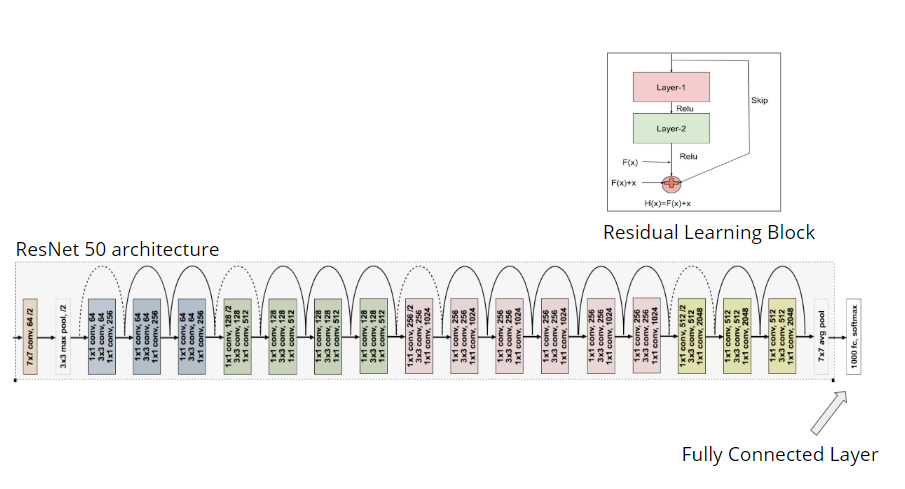 Layer-1
Relu
Skip
Layer-2
Relu
F(x)
F(x)+x
H(x)=F(x)+x
Residual Learning Block
ResNet 50 architecture
7x7 conv, 64 /2
3x3 max pool, /2
1x1 conv, 64
3x3 conv, 64
1x1 conv, 256
1x1 conv, 64
3x3 conv, 64
1x1 conv, 256
1x1 conv, 64
3x3 conv, 64
1x1 conv, 256
1x1 conv, 128 /2
3x3 conv, 128
1x1 conv, 512
1x1 conv, 128
3x3 conv, 128
1x1 conv, 512
1x1 conv, 128
3x3 conv, 128
1x1 conv, 512
1x1 conv, 128
3x3 conv, 128
1x1 conv, 512
1x1 conv, 256 /2
3x3 conv, 256
1x1 conv, 1024
1x1 conv, 256
3x3 conv, 256
1x1 conv, 1024
1x1 conv, 256
3x3 conv, 256
1x1 conv, 1024
1x1 conv, 256
3x3 conv, 256
1x1 conv, 1024
1x1 conv, 256
3x3 conv, 256
1x1 conv, 1024
1x1 conv, 256
3x3 conv, 256
1x1 conv, 1024
1x1 conv, 512 /2
3x3 conv, 512
1x1 conv, 2048
1x1 conv, 512
3x3 conv, 512
1x1 conv, 2048
1x1 conv, 512
3x3 conv, 512
1x1 conv, 2048
7x7 avg pool
1000 fc, softmax
Fully Connected Layer